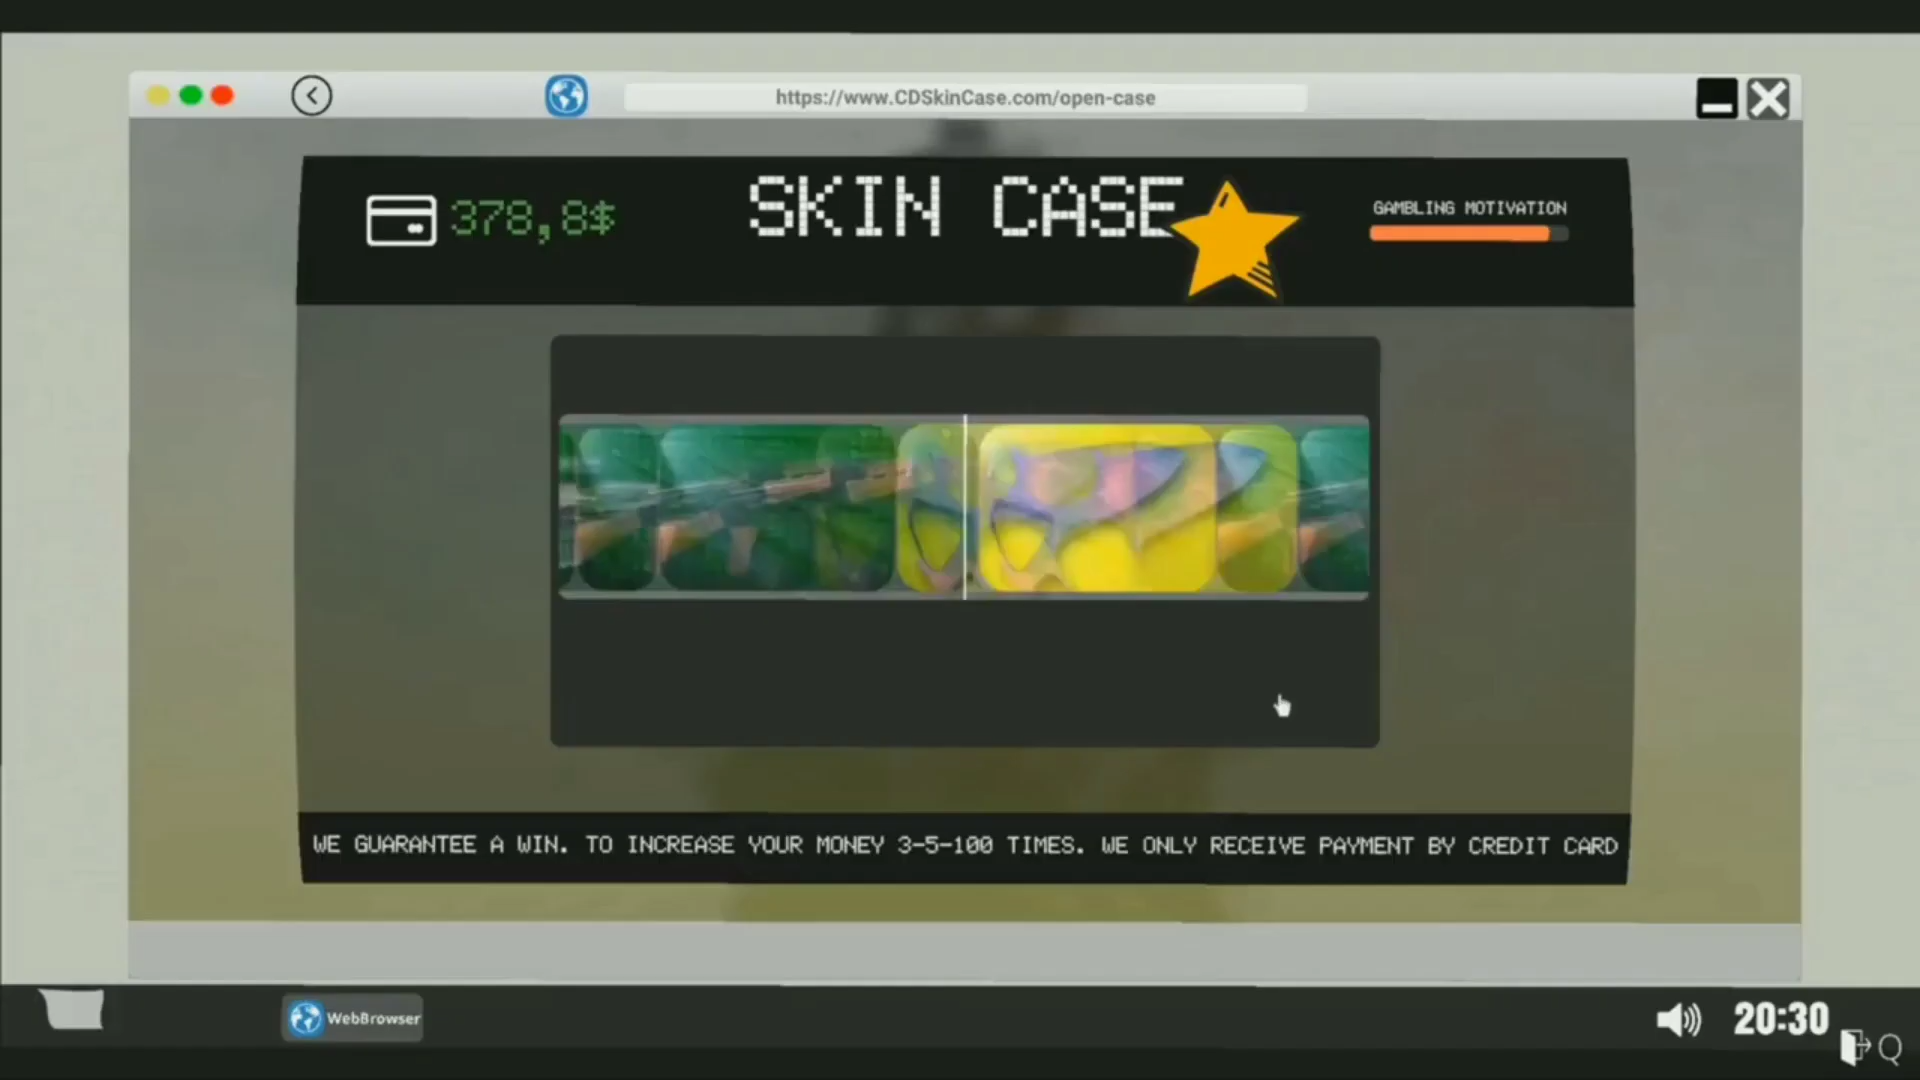 https://www.CDSkinCase.com/open-case
378,8$
SKIN CASE
GAMBLING MOTIVATION
WE GUARANTEE A WIN. TO INCREASE YOUR MONEY 3-5-100 TIMES. WE ONLY RECEIVE PAYMENT BY CREDIT CARD
WebBrowser
20:30
Q